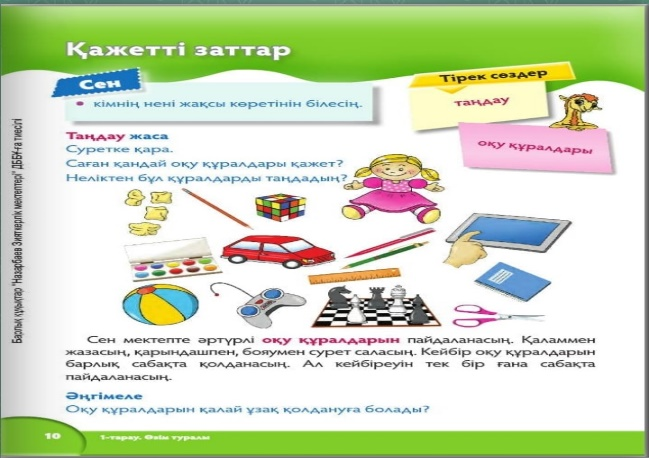 Қажетті заттар
Сен
• кімнің нені жақсы көретінін білесің.
Тірек сөздер
таңдау
оқу құралдары
Таңдау жаса
Суретке қара.
Саған қандай оқу құралдары қажет?
Неліктен бұл құралдарды таңдадың?
Сен мектепте әртүрлі оқу құралдарын пайдаланасың. Қаламмен
жазасың, қарындашпен, бояумен сурет саласың. Кейбір оқу құралдарын
барлық сабақта қолданасың. Ал кейбіреуін тек бір ғана сабақта
пайдаланасың.
Әңгімеле
Оқу құралдарын қалай ұзақ қолдануға болады?
10
1-тарау. Өзім туралы
Барлық құқықтар "Назарбаев Зияткерлік мектептері" ДББҰ-ға тиесілі